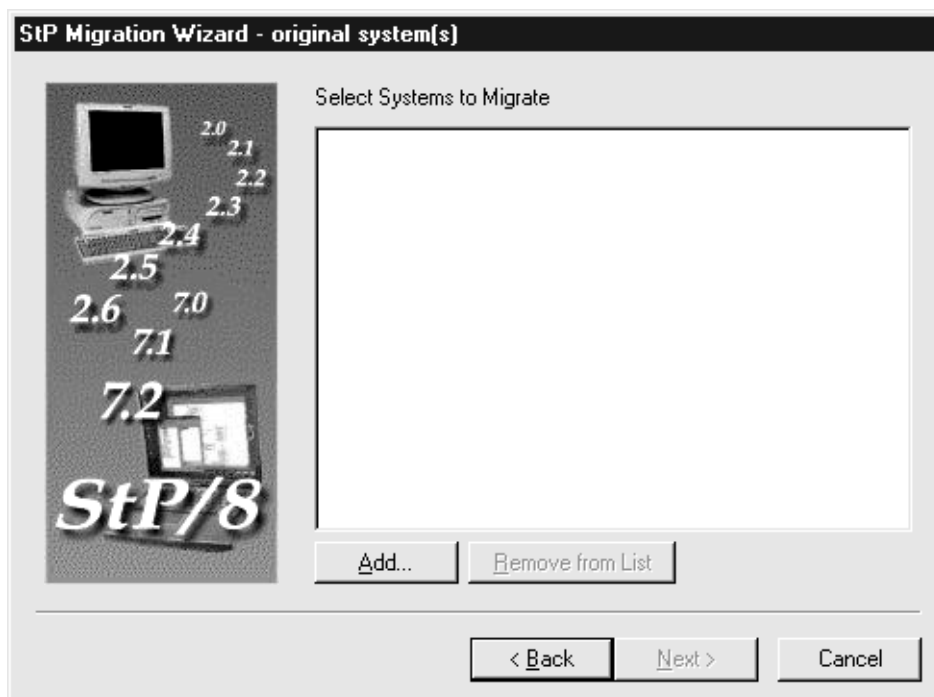 StP Migration Wizard - original system(s)
Select Systems to Migrate
2.0
2.1
2.2
2.3
2.4
2.5
2.6
7.0
7.1
7.2
StP/8
Add...
Remove from List
< Back
Next >
Cancel